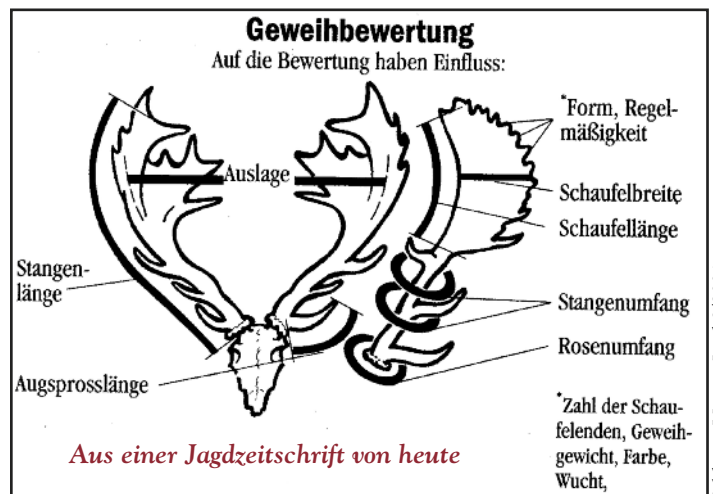 Geweihbewertung
Auf die Bewertung haben Einfluss:
*Form, Regel-
mäßigkeit
Auslage
Schaufelbreite
Schaufellänge
Stangen-
länge
Stangenumfang
Rosenumfang
Augsprosslänge
*Zahl der Schau-
felenden, Geweih-
gewicht, Farbe,
Wucht,
Aus einer Jagdzeitschrift von heute